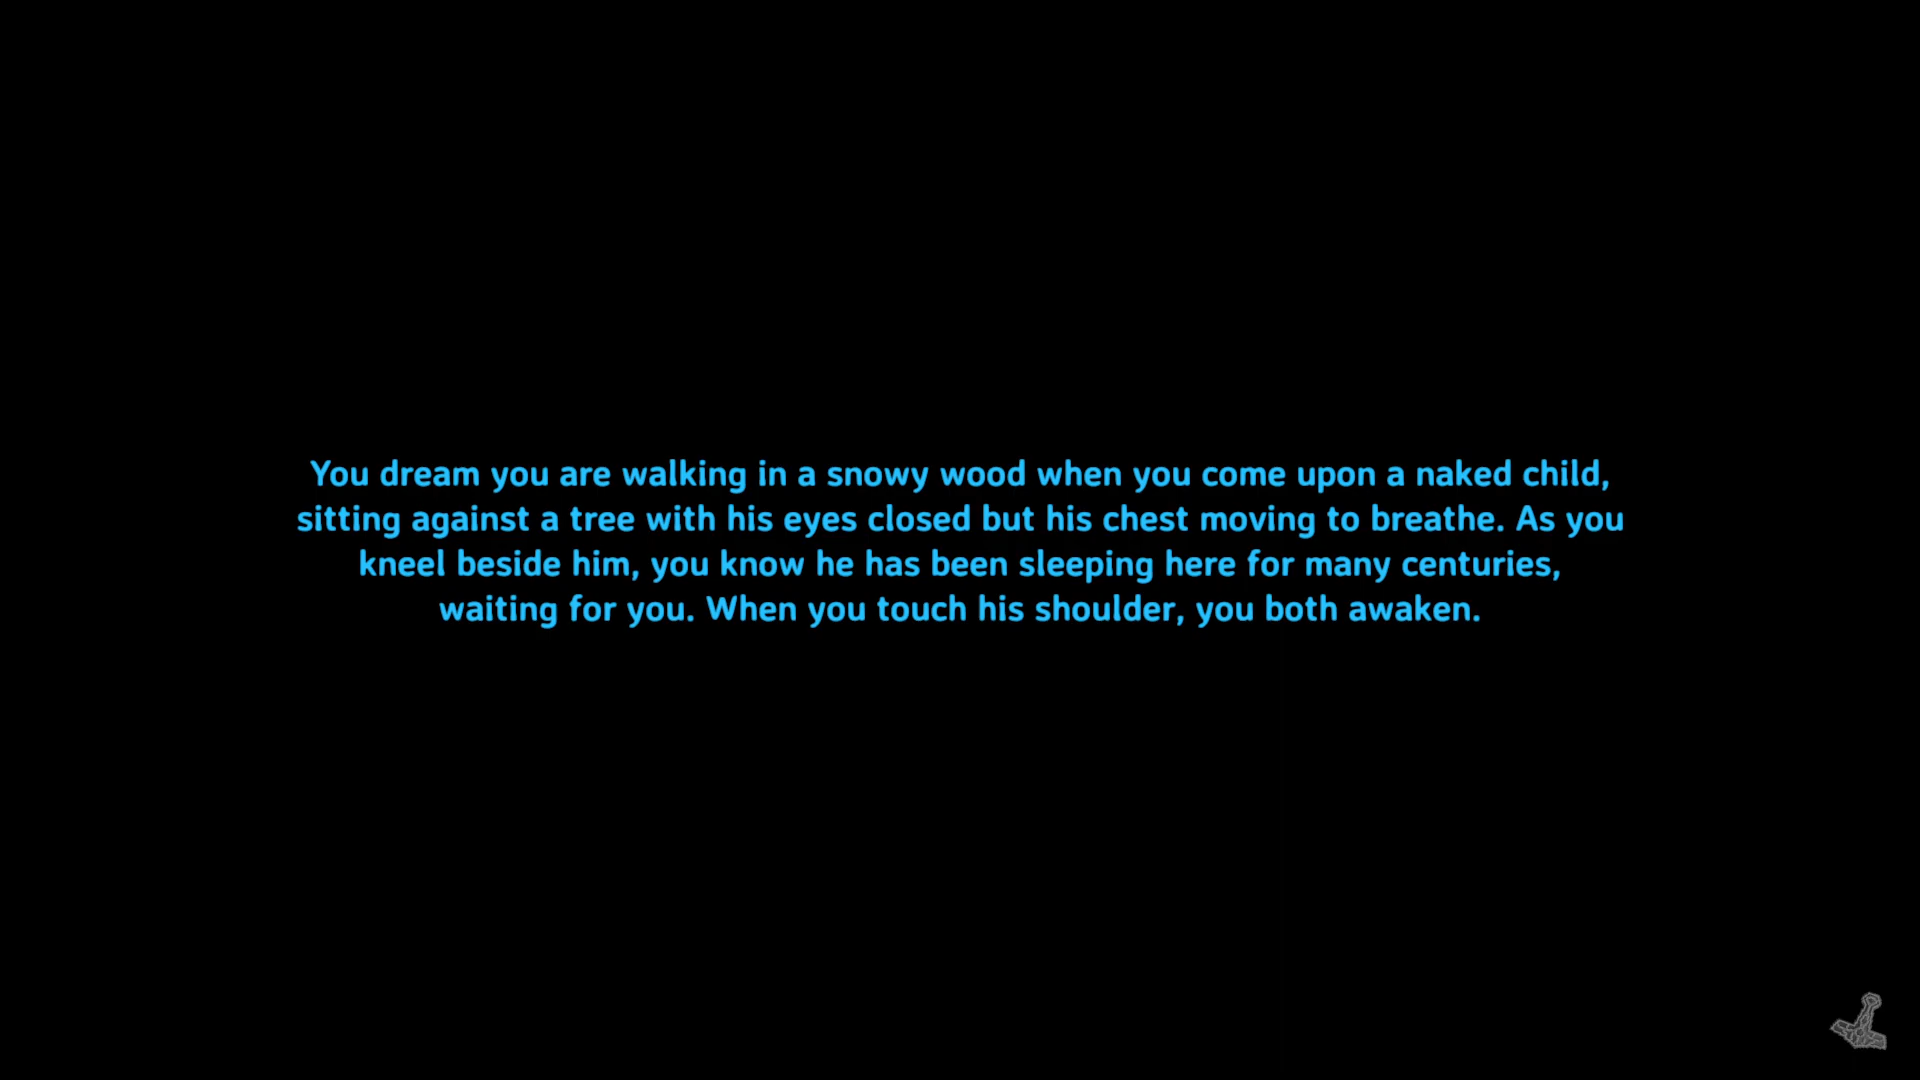 You dream you are walking in a snowy wood when you come upon a naked child,
sitting against a tree with his eyes closed but his chest moving to breathe. As you
kneel beside him, you know he has been sleeping here for many centuries,
waiting for you. When you touch his shoulder, you both awaken.